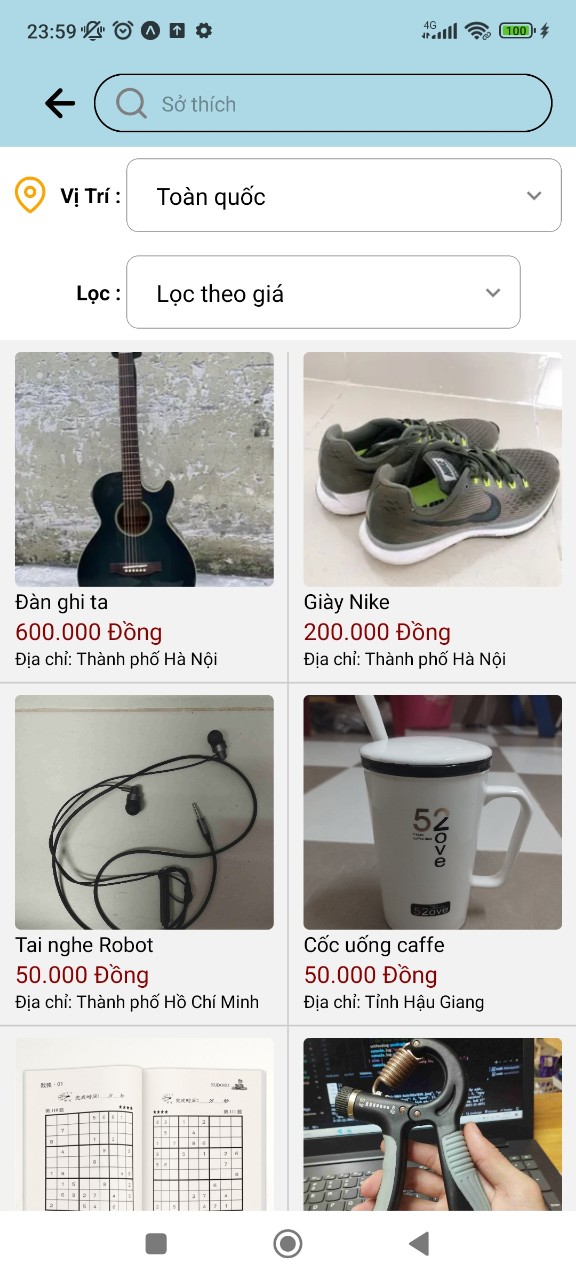 23:59
4G
100
Sở thích
Vị Trí :
Toàn quốc
Lọc :
Lọc theo giá
Đàn ghi ta
600.000 Đồng
Địa chỉ: Thành phố Hà Nội
Giày Nike
200.000 Đồng
Địa chỉ: Thành phố Hà Nội
52
ove
52ove
Tai nghe Robot
50.000 Đồng
Địa chỉ: Thành phố Hồ Chí Minh
Cốc uống caffe
50.000 Đồng
Địa chỉ: Tỉnh Hậu Giang
SUDOKU